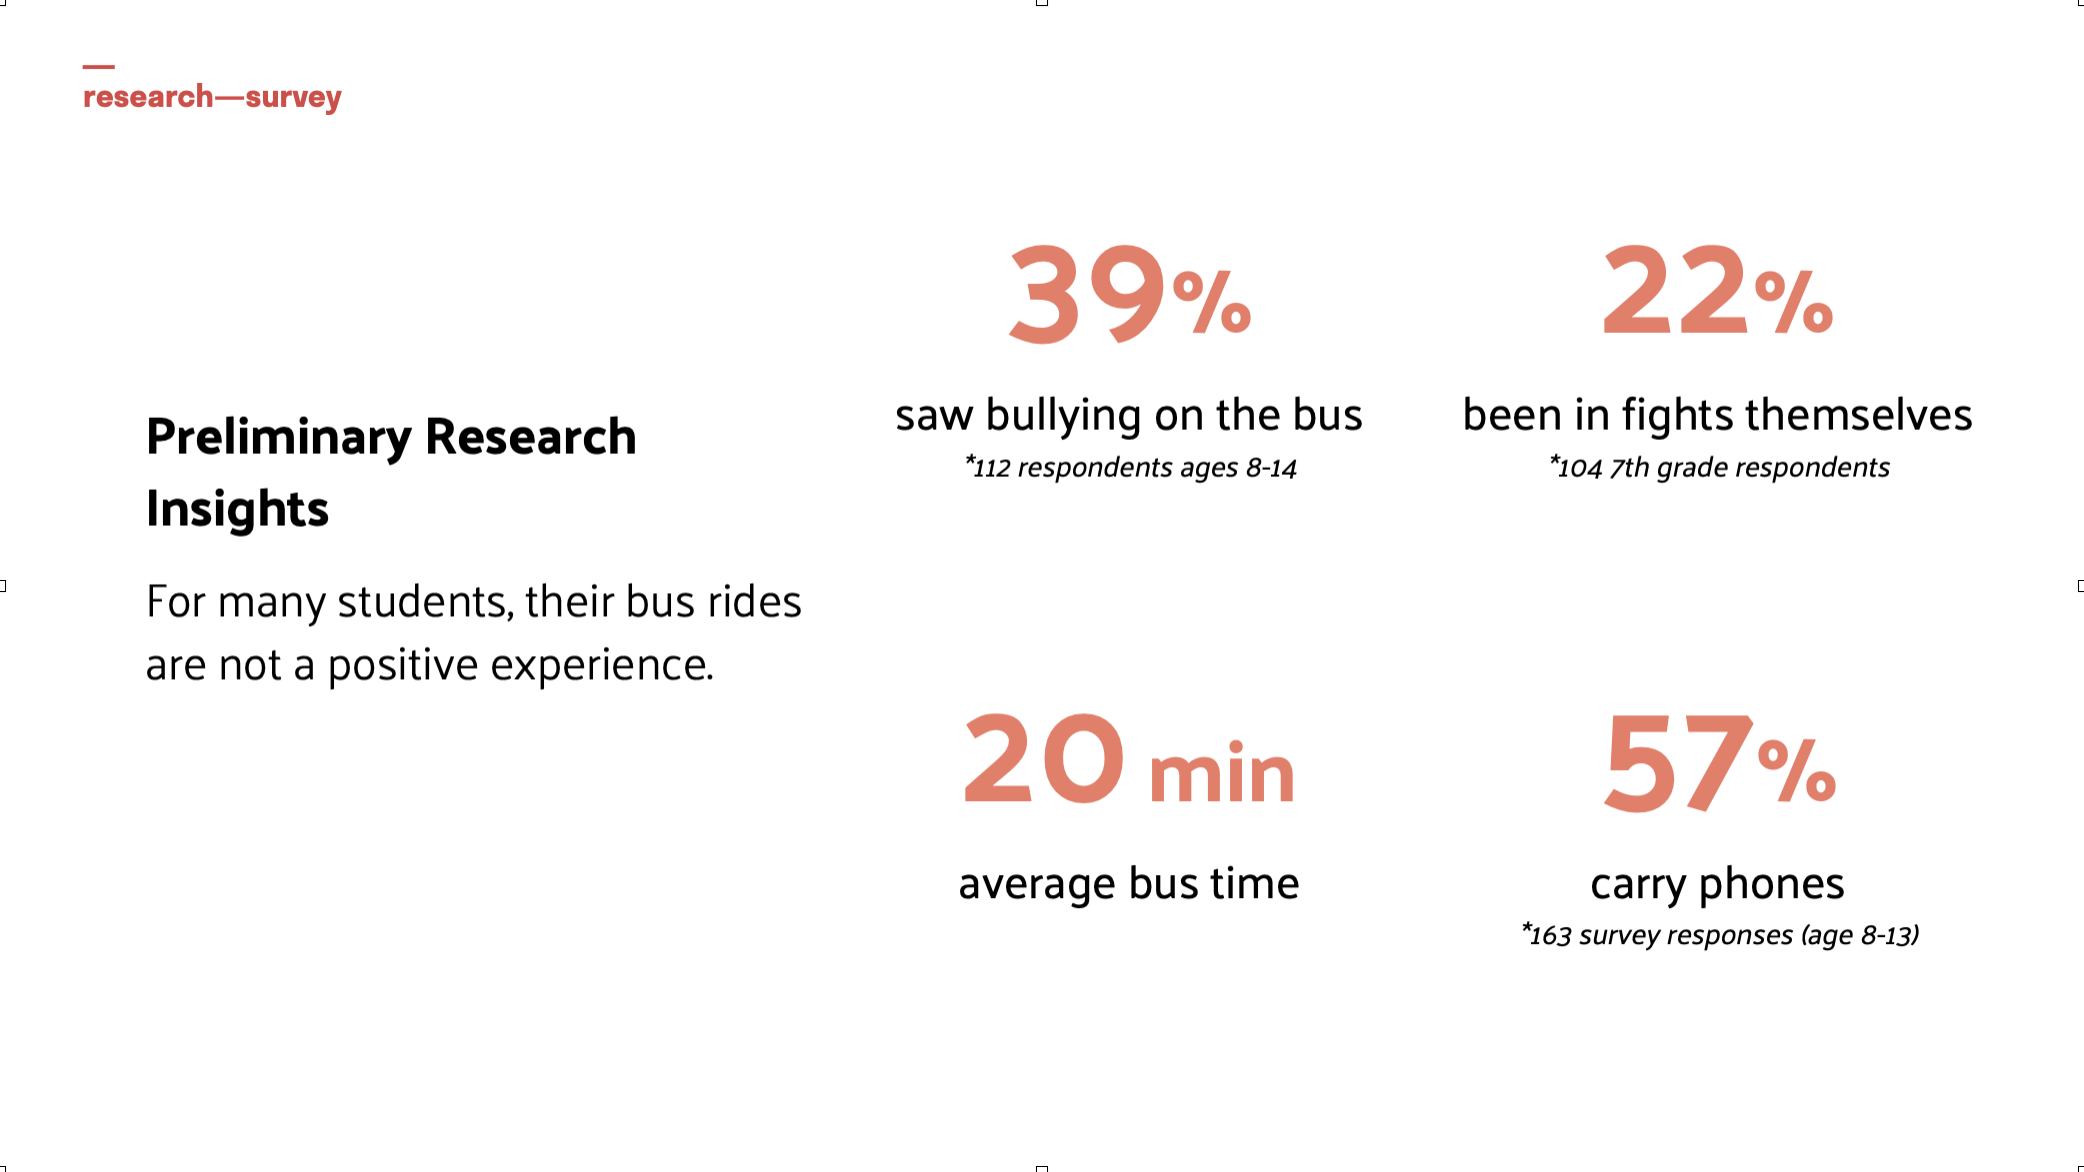 research—survey
Preliminary Research
Insights
For many students, their bus rides
are not a positive experience.
39%
saw bullying on the bus
*112 respondents ages 8-14
22%
been in fights themselves
*104 7th grade respondents
20 min
average bus time
57%
carry phones
*163 survey responses (age 8-13)